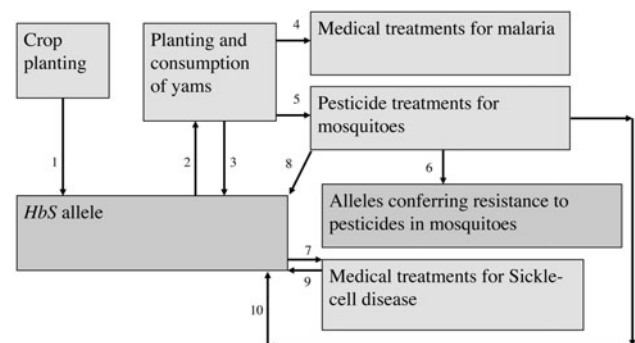 Crop
planting
Planting and
consumption
of yams
4
Medical treatments for malaria
5
Pesticide treatments for
mosquitoes
1
2
3
8
6
HbS allele
Alleles conferring resistance to
pesticides in mosquitoes
7
9
Medical treatments for Sickle-
cell disease
10